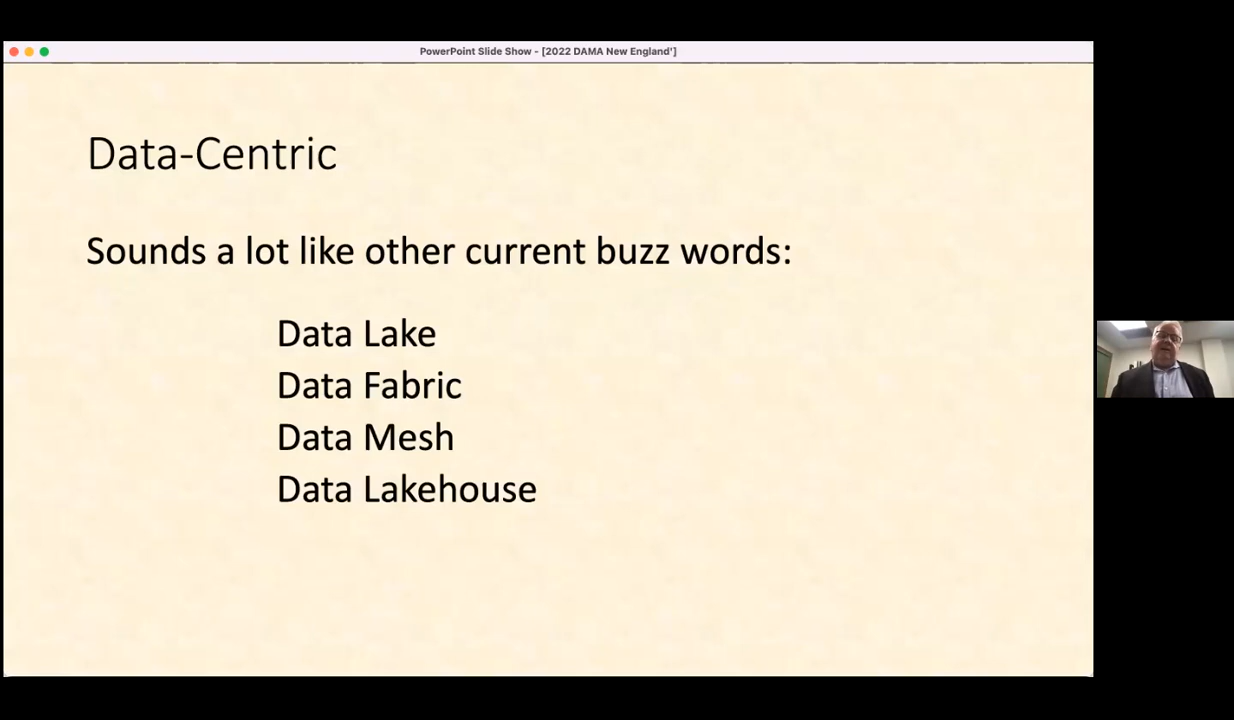 PowerPoint Slide Show - [2022 DAMA New England']
Data-Centric
Sounds a lot like other current buzz words:
Data Lake
Data Fabric
Data Mesh
Data Lakehouse